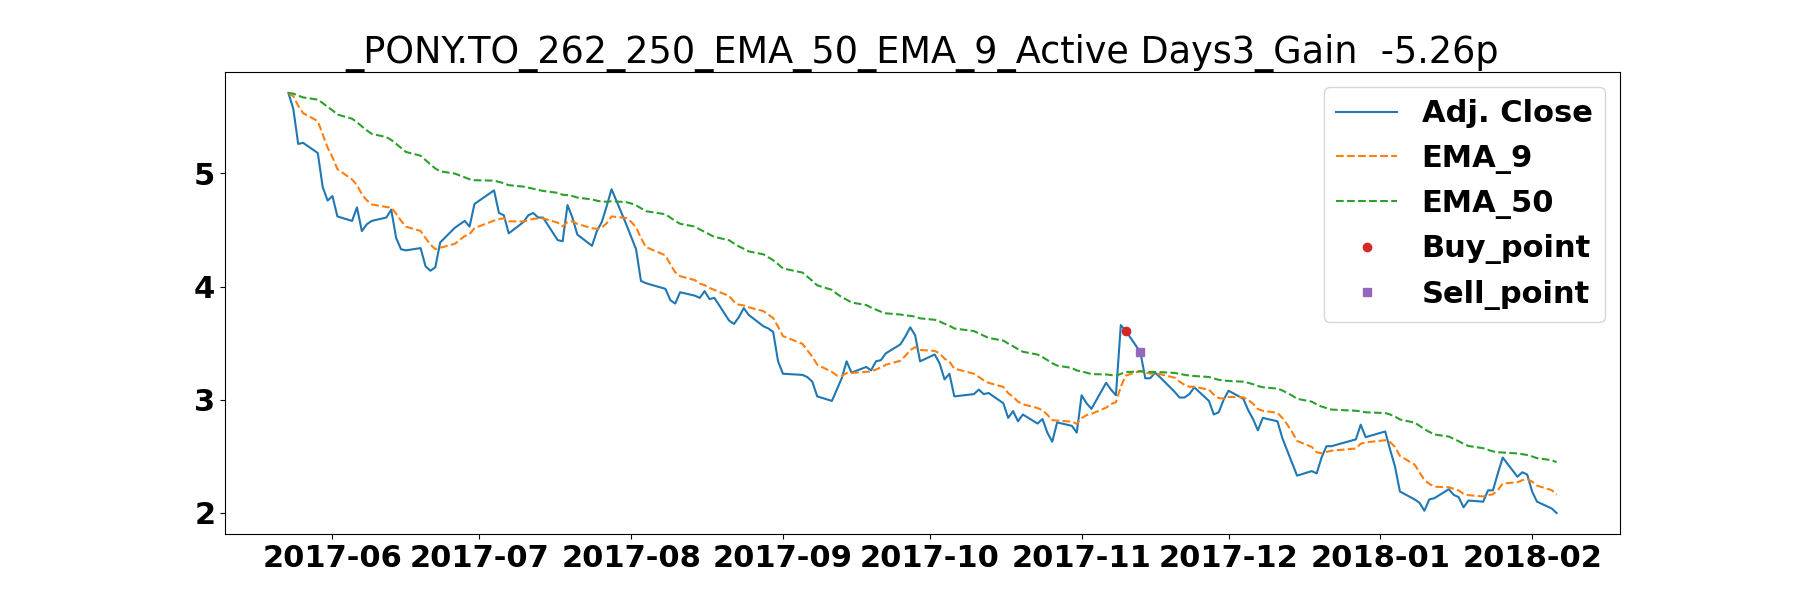 _PONY.TO_262_250_EMA_50_EMA_9_Active Days3_Gain  -5.26p
Adj. Close
EMA_9
EMA_50
Buy_point
Sell_point
5
4
3
2
2017-06 2017-07 2017-08 2017-09 2017-10 2017-11 2017-12 2018-01 2018-02